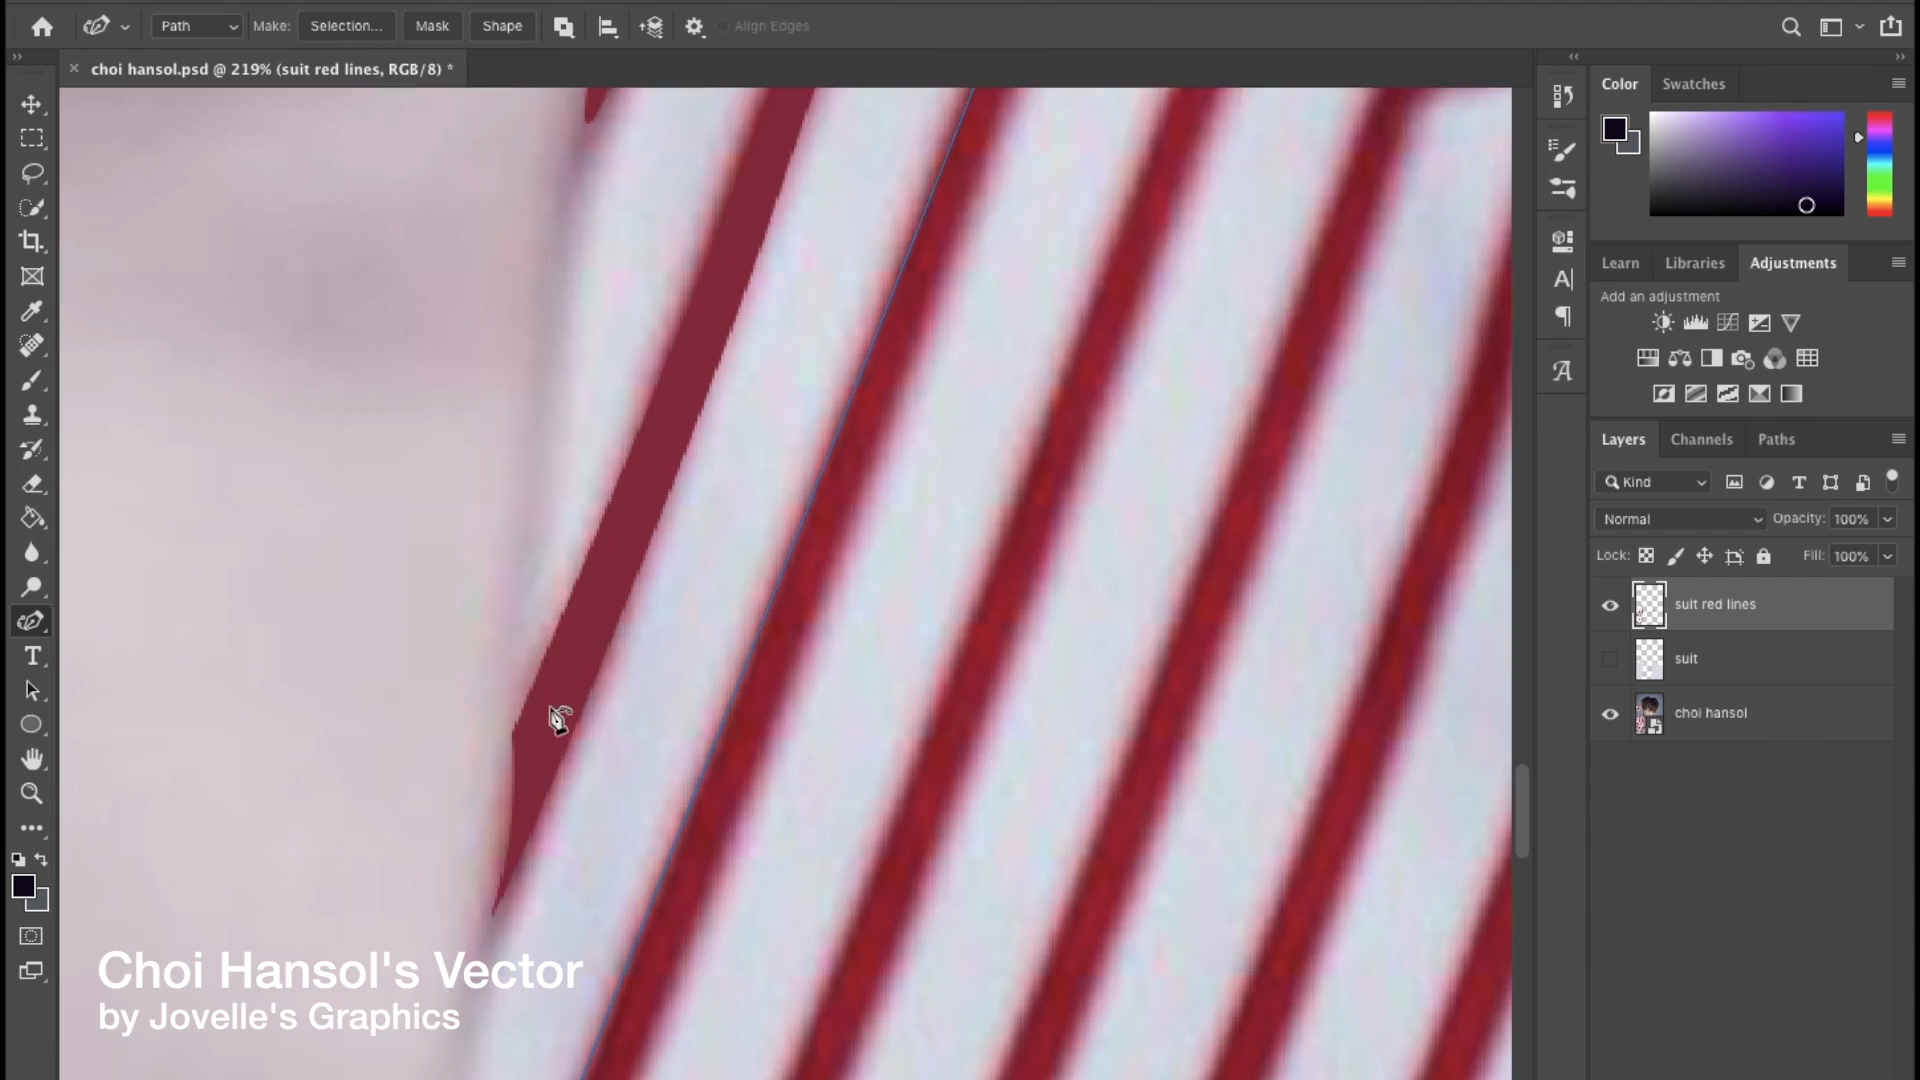 Path
Make:
Selection...
Mask
Shape
Align Edges
choi hansol.psd @ 219% (suit red lines, RGB/8) *
Color
Swatches
Learn
Libraries
Adjustments
Add an adjustment
Layers
Channels
Paths
Kind
Normal
Opacity: 100%
Lock:
Fill: 100%
suit red lines
suit
choi hansol
Choi Hansol's Vector
by Jovelle's Graphics